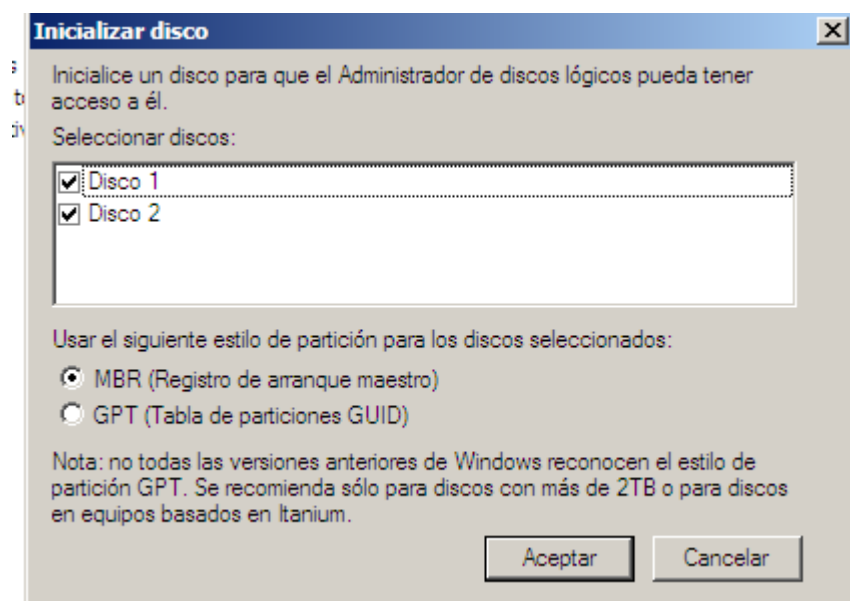 Inicializar disco
Inicialice un disco para que el Administrador de discos lógicos pueda tener
acceso a él.
Seleccionar discos:
Disco 1
Disco 2
Usar el siguiente estilo de partición para los discos seleccionados:
MBR (Registro de arranque maestro)
GPT (Tabla de particiones GUID)
Nota: no todas las versiones anteriores de Windows reconocen el estilo de
partición GPT. Se recomienda sólo para discos con más de 2TB o para discos
en equipos basados en Itanium.
Aceptar Cancelar